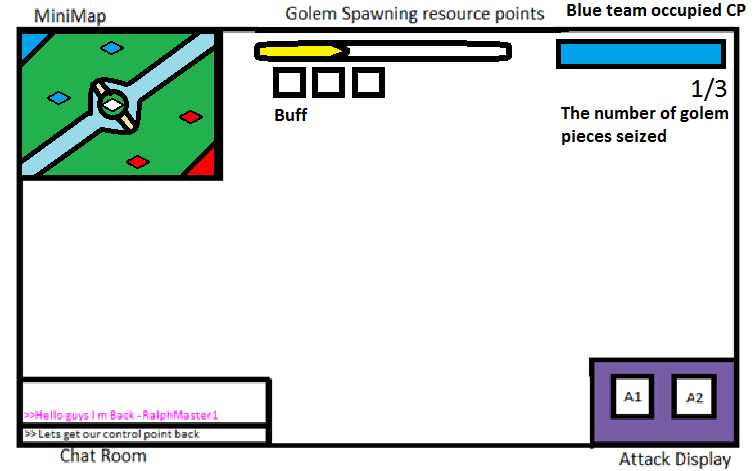 MiniMap
Golem Spawning resource points
Blue team occupied CP
1/3
Buff
The number of golem
pieces seized
>>Hello guys I m Back -RalphMaster1
>> Lets get our control point back
A1
A2
Chat Room
Attack Display